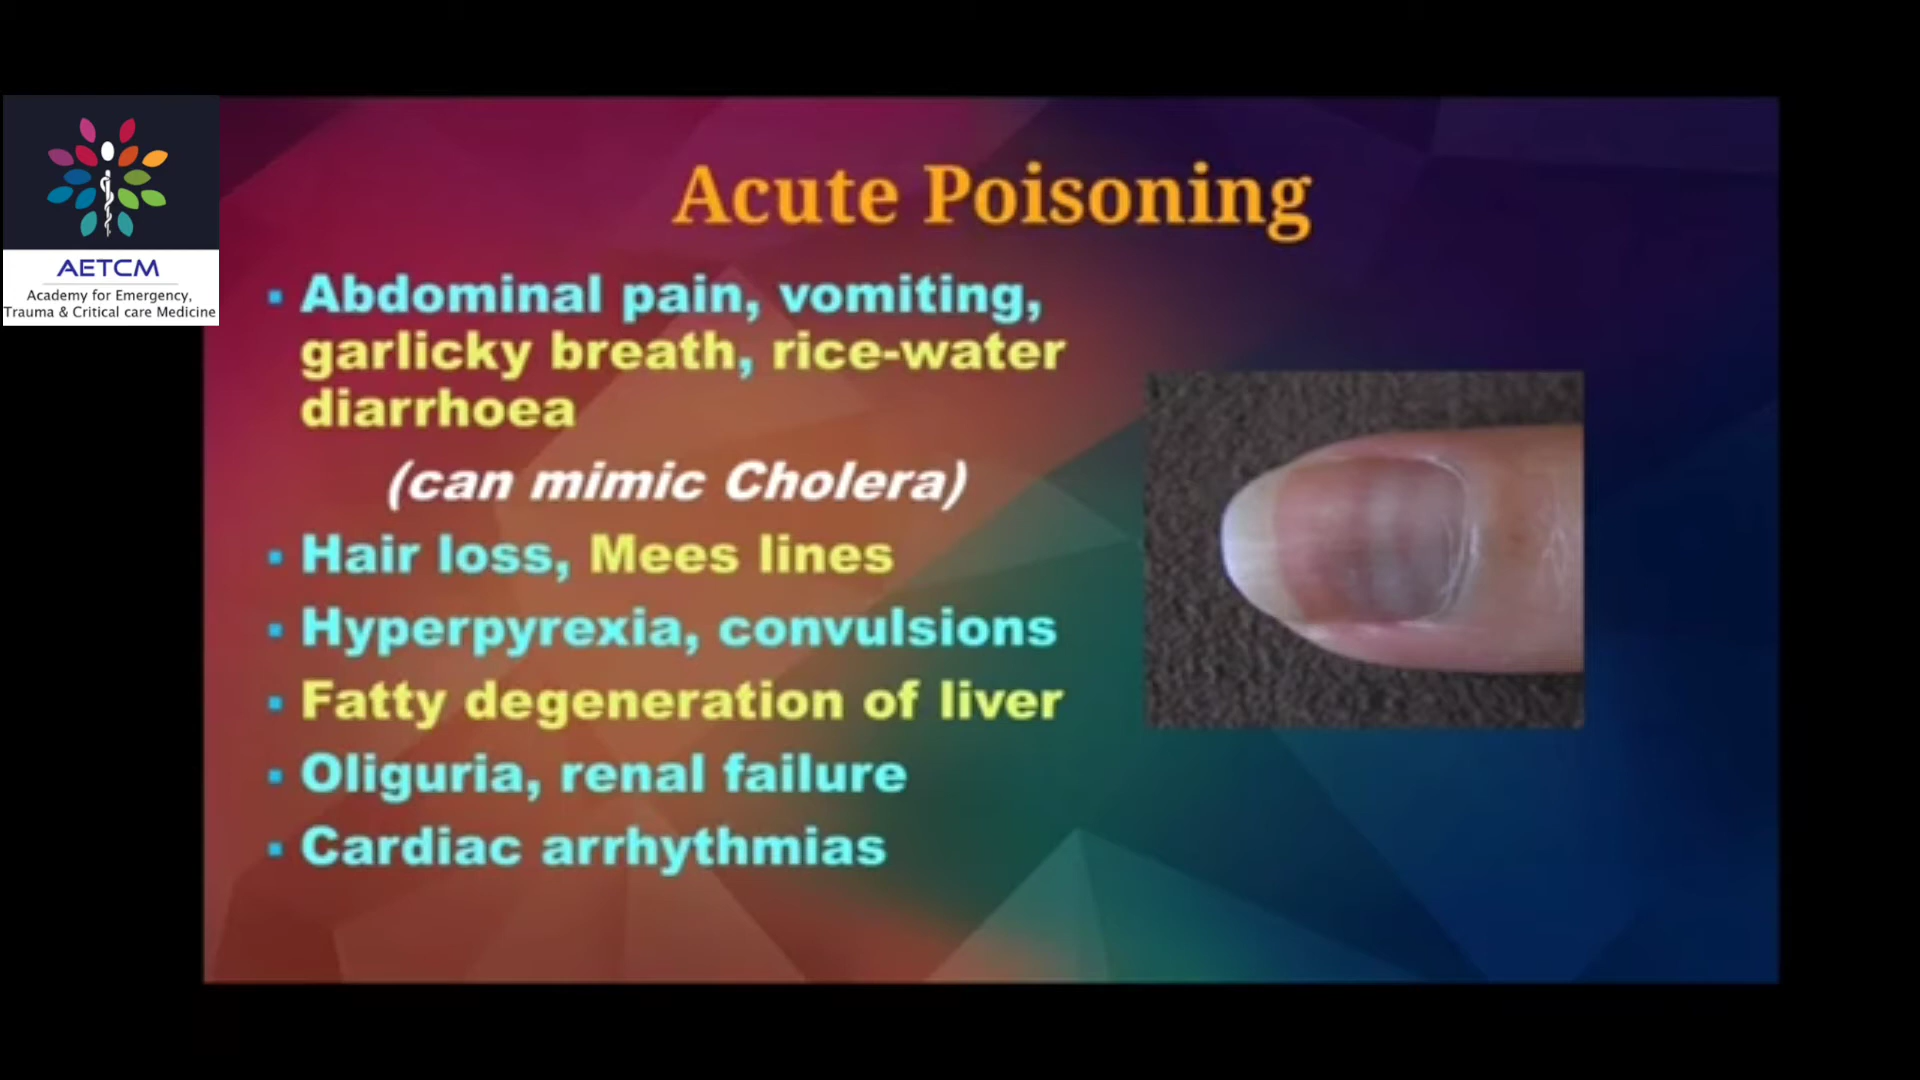 AETCM
Academy for Emergency,
Trauma & Critical care Medicine
Acute Poisoning
▪ Abdominal pain, vomiting,
garlicky breath, rice-water
diarrhoea
(can mimic Cholera)
▪ Hair loss, Mees lines
▪ Hyperpyrexia, convulsions
▪ Fatty degeneration of liver
▪ Oliguria, renal failure
▪ Cardiac arrhythmias